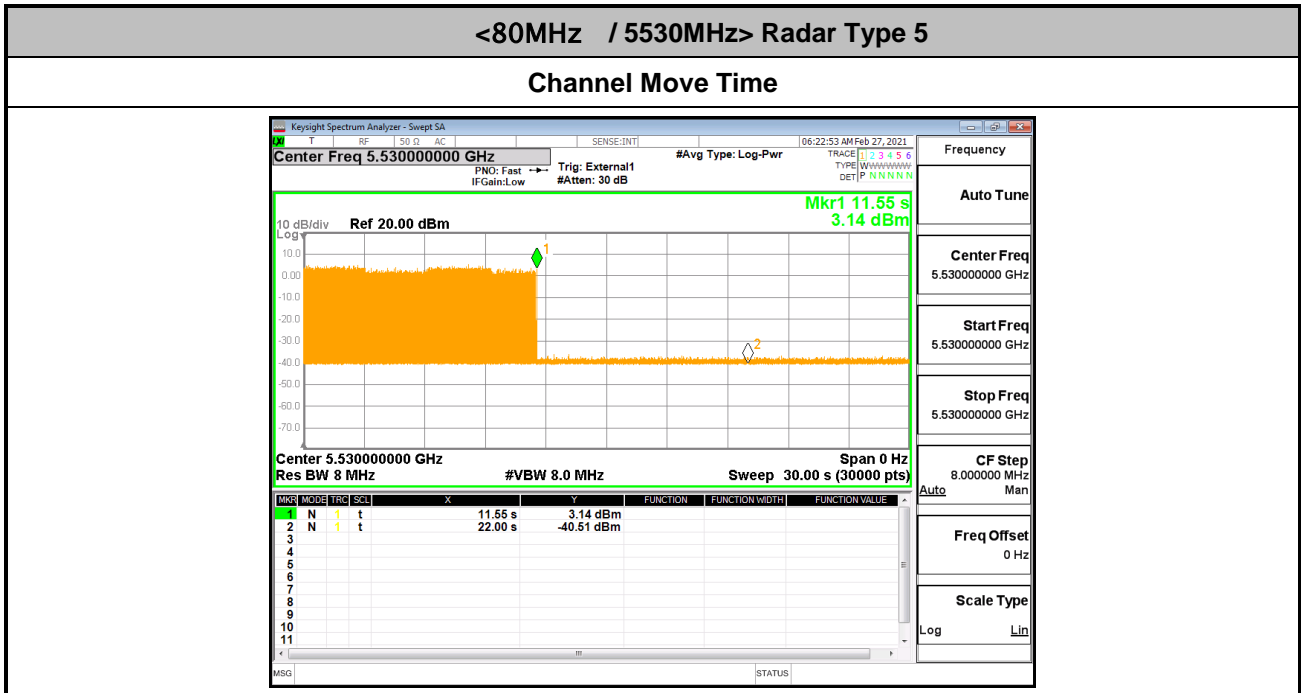 <80MHz / 5530MHz> Radar Type 5
Channel Move Time
Keysight Spectrum Analyzer - Swept SA
LXI T RF 50 Ω AC SENSE:INT 06:22:53 AM Feb 27, 2021
Center Freq 5.530000000 GHz
PNO: Fast
IFGain:Low
Trig: External1
#Atten: 30 dB
#Avg Type: Log-Pwr
TRACE 1 2 3 4 5 6
TYPE WWWWWWW
DET P N N N N N
Mkr1 11.55 s
3.14 dBm
10 dB/div Ref 20.00 dBm
Log
10.0
0.00
-10.0
-20.0
-30.0
-40.0
-50.0
-60.0
-70.0
1
2
Center 5.530000000 GHz Span 0 Hz
Res BW 8 MHz #VBW 8.0 MHz Sweep 30.00 s (30000 pts)
MKR MODE TRC SCL X Y FUNCTION FUNCTION WIDTH FUNCTION VALUE
1 N 1 t 11.55 s 3.14 dBm
2 N 1 t 22.00 s -40.51 dBm
3
4
5
6
7
8
9
10
11
MSG STATUS
Frequency
Auto Tune
Center Freq
5.530000000 GHz
Start Freq
5.530000000 GHz
Stop Freq
5.530000000 GHz
CF Step
8.000000 MHz
Auto Man
Freq Offset
0 Hz
Scale Type
Log Lin